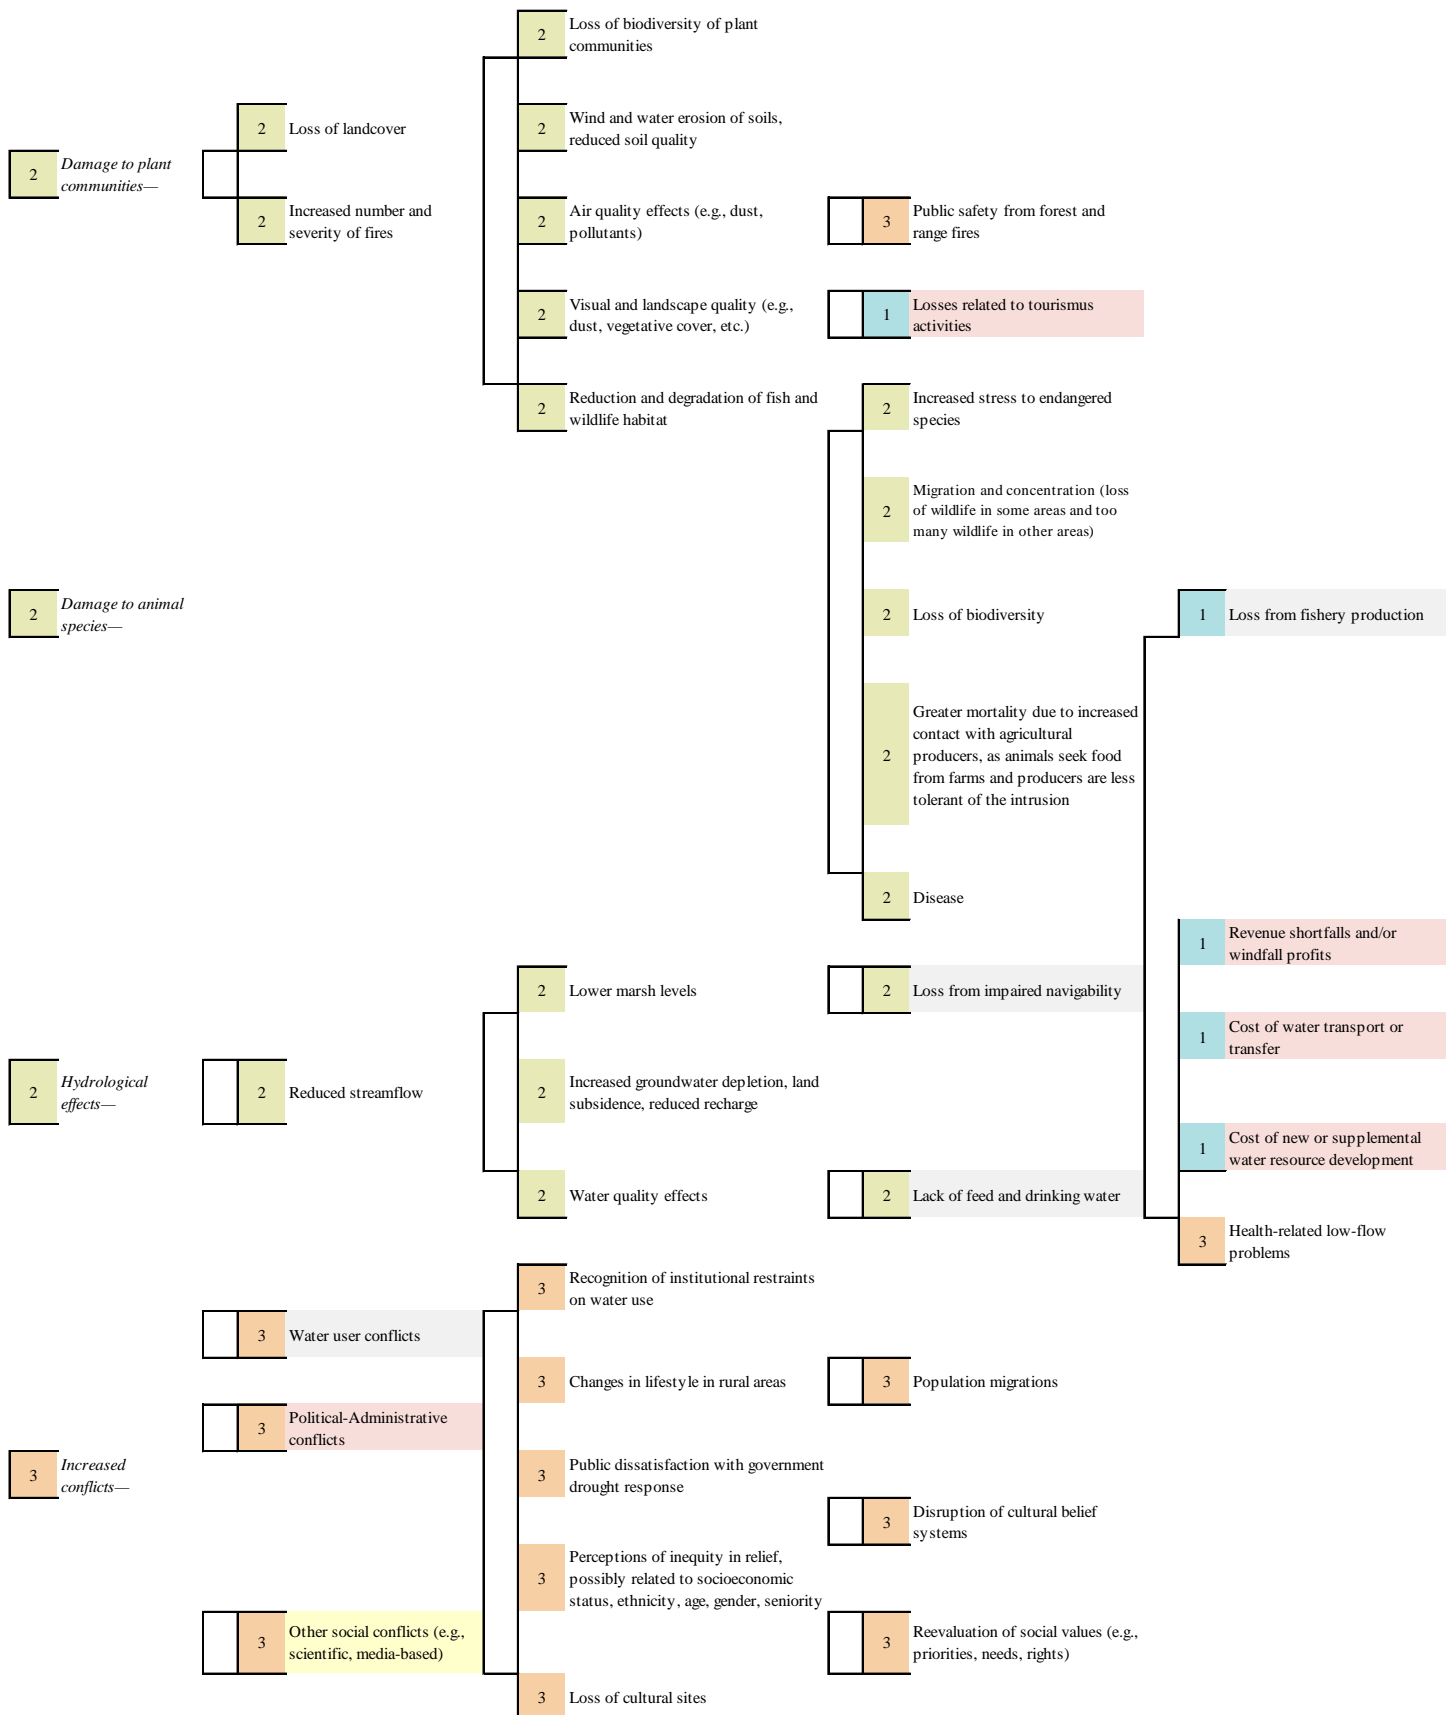 2
Loss of biodiversity of plant
communities
2
Loss of landcover
2
Wind and water erosion of soils,
reduced soil quality
2
Damage to plant
communities—
2
Increased number and
severity of fires
2
Air quality effects (e.g., dust,
pollutants)
3
Public safety from forest and
range fires
2
Visual and landscape quality (e.g.,
dust, vegetative cover, etc.)
1
Losses related to tourismus
activities
2
Reduction and degradation of fish and
wildlife habitat
2
Increased stress to endangered
species
2
Migration and concentration (loss
of wildlife in some areas and too
many wildlife in other areas)
2
Damage to animal
species—
2
Loss of biodiversity
1
Loss from fishery production
2
Greater mortality due to increased
contact with agricultural
producers, as animals seek food
from farms and producers are less
tolerant of the intrusion
2
Disease
1
Revenue shortfalls and/or
windfall profits
2
Lower marsh levels
2
Loss from impaired navigability
1
Cost of water transport or
transfer
2
Hydrological
effects—
2
Reduced streamflow
2
Increased groundwater depletion, land
subsidence, reduced recharge
1
Cost of new or supplemental
water resource development
2
Water quality effects
2
Lack of feed and drinking water
3
Health-related low-flow
problems
3
Recognition of institutional restraints
on water use
3
Water user conflicts
3
Changes in lifestyle in rural areas
3
Population migrations
3
Political-Administrative
conflicts
3
Increased
conflicts—
3
Public dissatisfaction with government
drought response
3
Disruption of cultural belief
systems
3
Perceptions of inequity in relief,
possibly related to socioeconomic
status, ethnicity, age, gender, seniority
3
Other social conflicts (e.g.,
scientific, media-based)
3
Reevaluation of social values (e.g.,
priorities, needs, rights)
3
Loss of cultural sites